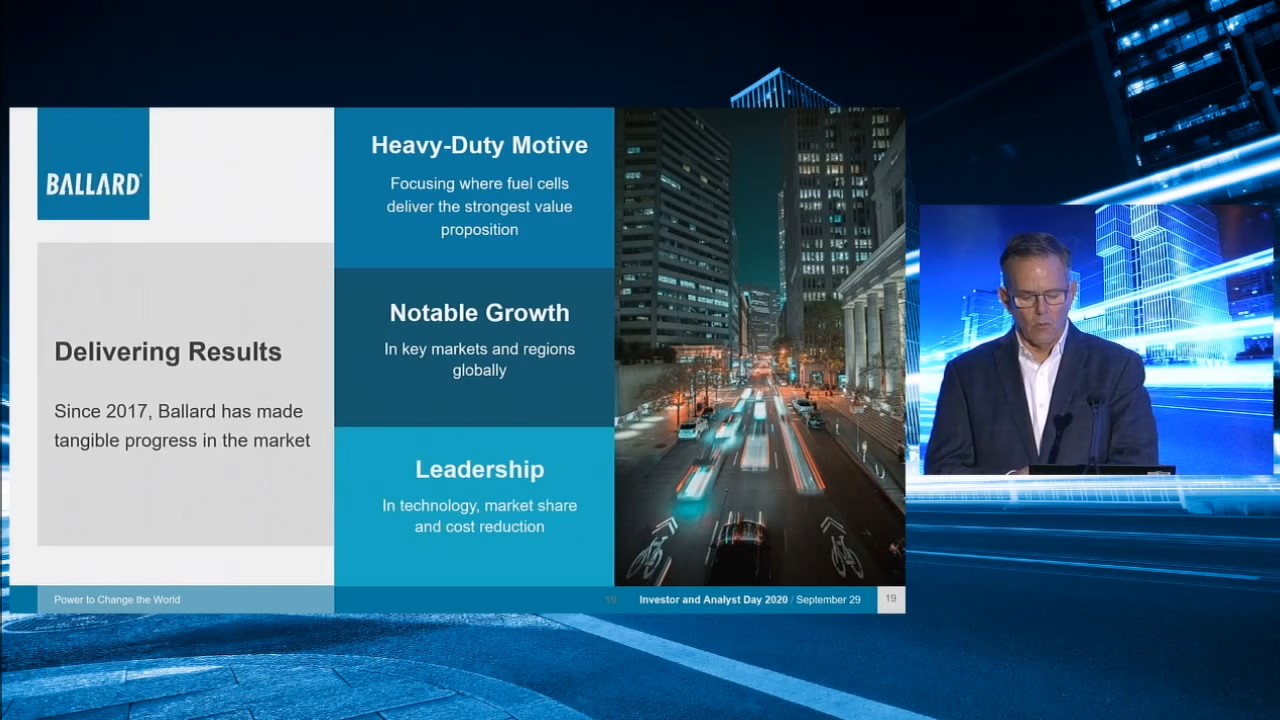 BALLARD
Delivering Results
Since 2017, Ballard has made
tangible progress in the market
Heavy-Duty Motive
Focusing where fuel cells
deliver the strongest value
proposition
Notable Growth
In key markets and regions
globally
Leadership
In technology, market share
and cost reduction
Power to Change the World
19
Investor and Analyst Day 2020 / September 29
19